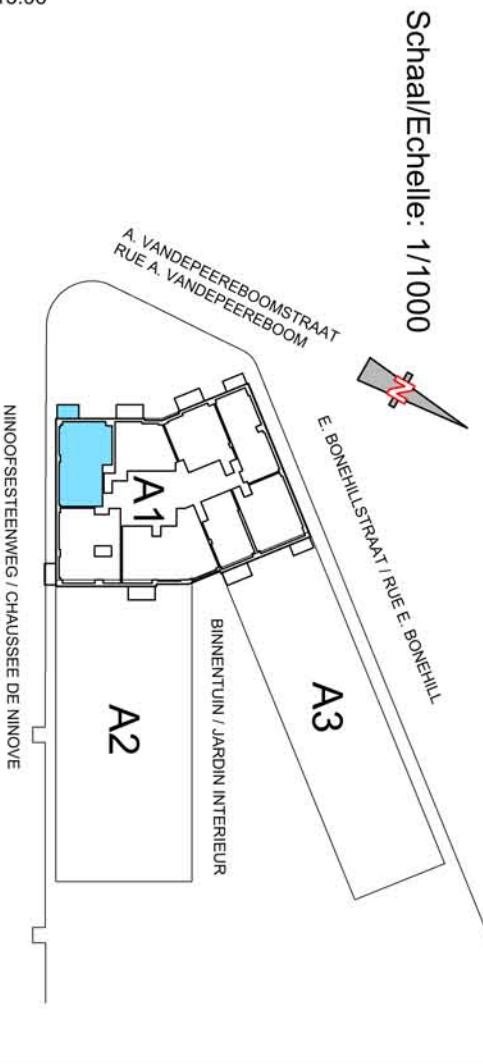 Schaal/Echelle: 1/1000
A. VANDEPEEREBOOMSTRAAT
RUE A. VANDEPEEREBOOM
N
E. BONEHILLSTRAAT / RUE E. BONEHILL
A1
A3
A2
BINNENTUIN / JARDIN INTERIEUR
NINOOFSESTEENWEG / CHAUSSEE DE NINOVE